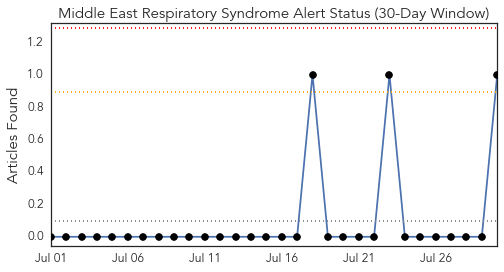 Middle East Respiratory Syndrome Alert Status (30-Day Window)
Articles Found
1.2
1.0
0.8
0.6
0.4
0.2
0.0
Jul 01 Jul 06 Jul 11 Jul 16 Jul 21 Jul 26